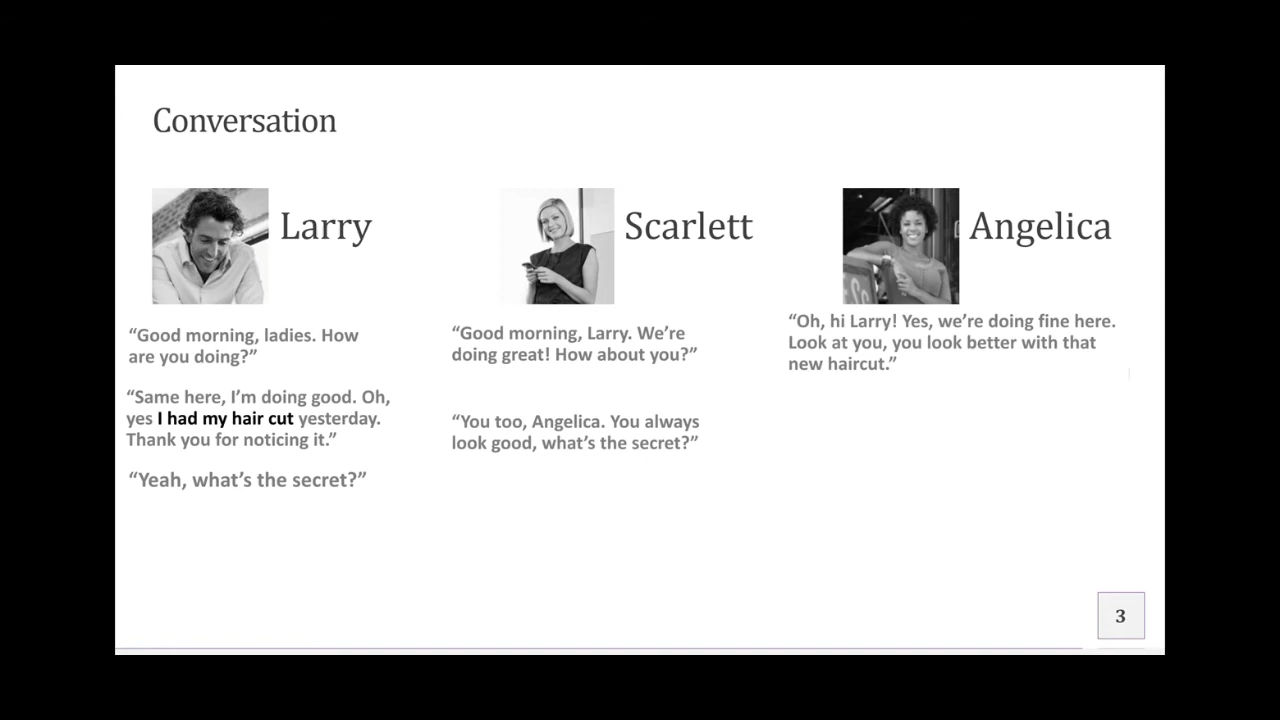 Conversation
Larry
Scarlett
Angelica
“Good morning, ladies. How
are you doing?”
“Same here, I’m doing good. Oh,
yes I had my hair cut yesterday.
Thank you for noticing it.”
“Yeah, what’s the secret?”
“Good morning, Larry. We’re
doing great! How about you?”
“You too, Angelica. You always
look good, what’s the secret?”
“Oh, hi Larry! Yes, we’re doing fine here.
Look at you, you look better with that
new haircut.”
3